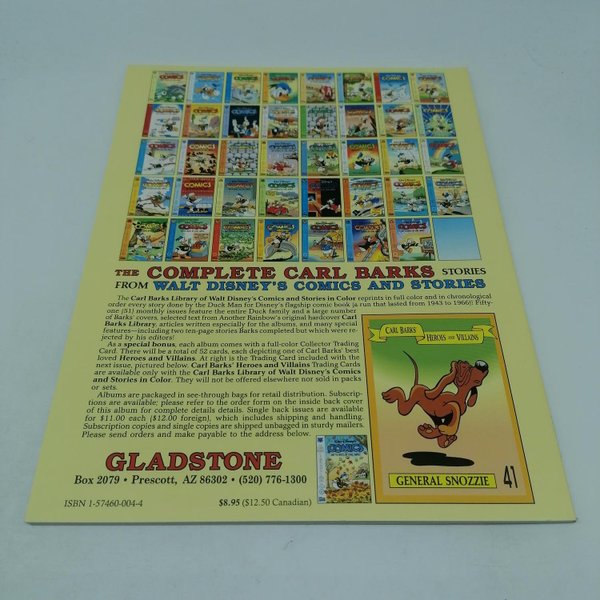 THE COMPLETE CARL BARKS STORIES
FROM WALT DISNEY'S COMICS AND STORIES
The Carl Barks Library of Walt Disney's Comics and Stories in Color reprints in full color and in chronological
order every story done by the Duck Man for Disney's flagship comic book (a run that lasted from 1943 to 1966)! Fifty-
one (51) monthly issues feature the entire Duck family and a large number
of Barks' covers, selected text from Another Rainbow's original hardcover Carl
Barks Library, articles written especially for the albums, and many special
features—including two ten-page stories Barks completed but which were re-
jected by his editors!
As a special bonus, each album comes with a full-color Collector Trading
Card. There will be a total of 52 cards, each depicting one of Carl Barks' best
loved Heroes and Villains. At right is the Trading Card included with the
next issue, pictured below. Carl Barks' Heroes and Villains Trading Cards
are available only with the Carl Barks Library of Walt Disney's Comics
and Stories in Color. They will not be offered elsewhere nor sold in packs
or sets.
Albums are packaged in see-through bags for retail distribution. Subscrip-
tions are available; please refer to the order form on the inside back cover
of this album for complete details details. Single back issues are available
for $11.00 each ($12.00 foreign), which includes shipping and handling.
Subscription copies and single copies are shipped unbagged in sturdy mailers.
Please send orders and make payable to the address below.
CARL BARKS
HEROES AND VILLAINS
GENERAL SNOZZIE
41
GLADSTONE
Box 2079 • Prescott, AZ 86302 • (520) 776-1300
ISBN 1-57460-004-4
$8.95 ($12.50 Canadian)